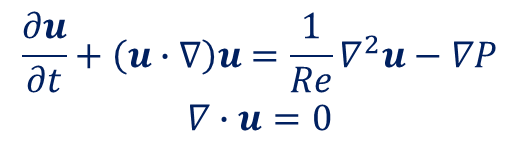 ∂𝒖/∂t + (𝒖 · ∇)𝒖 = 1/Re ∇²𝒖 − ∇P
∇ · 𝒖 = 0